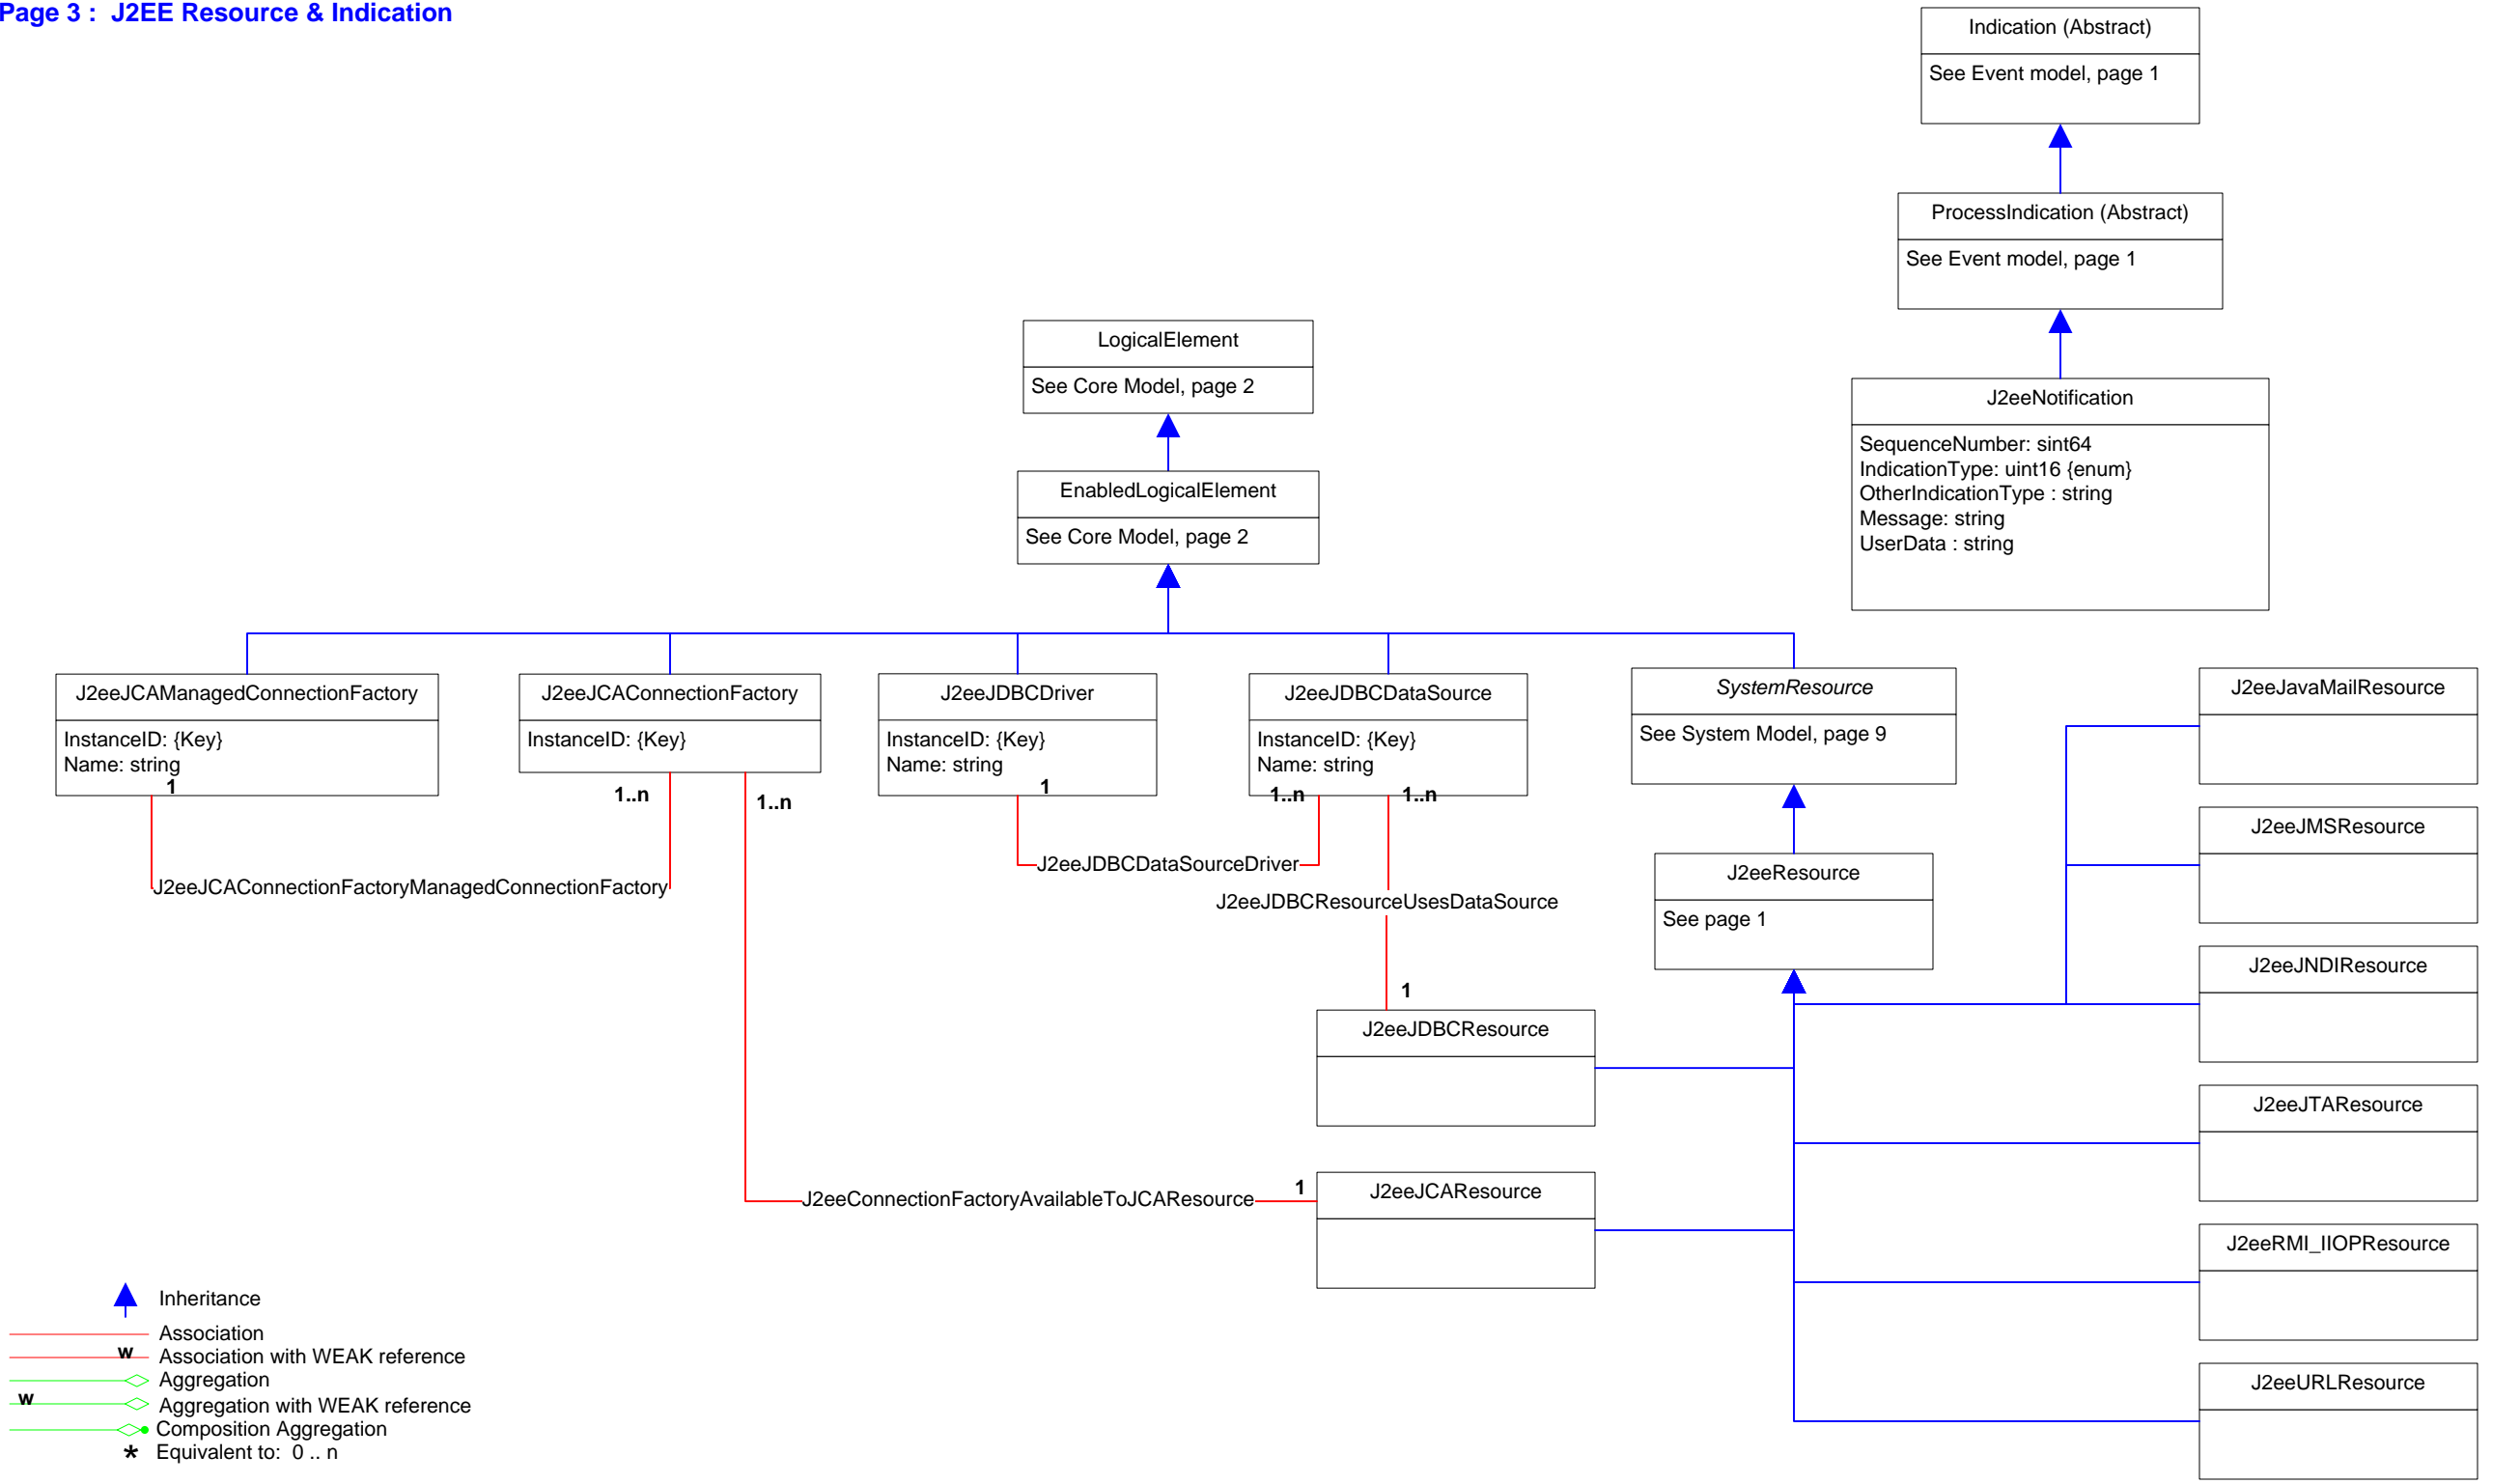 Page 3 :  J2EE Resource & Indication
Indication (Abstract)
See Event model, page 1
ProcessIndication (Abstract)
See Event model, page 1
LogicalElement
See Core Model, page 2
J2eeNotification
SequenceNumber: sint64
IndicationType: uint16 {enum}
OtherIndicationType : string
Message: string
UserData : string
EnabledLogicalElement
See Core Model, page 2
J2eeJCAManagedConnectionFactory
InstanceID: {Key}
Name: string
1
J2eeJCAConnectionFactory
InstanceID: {Key}
1..n
1..n
J2eeJDBCDriver
InstanceID: {Key}
Name: string
1
J2eeJDBCDataSource
InstanceID: {Key}
Name: string
1..n
1..n
SystemResource
See System Model, page 9
J2eeJavaMailResource
J2eeJMSResource
J2eeJDBCDataSourceDriver
J2eeJCAConnectionFactoryManagedConnectionFactory
J2eeJDBCResourceUsesDataSource
J2eeResource
See page 1
J2eeJNDIResource
1
J2eeJDBCResource
J2eeJTAResource
J2eeConnectionFactoryAvailableToJCAResource
1
J2eeJCAResource
J2eeRMI_IIOPResource
J2eeURLResource
Inheritance
Association
w
Association with WEAK reference
Aggregation
w
Aggregation with WEAK reference
Composition Aggregation
* Equivalent to:  0 .. n